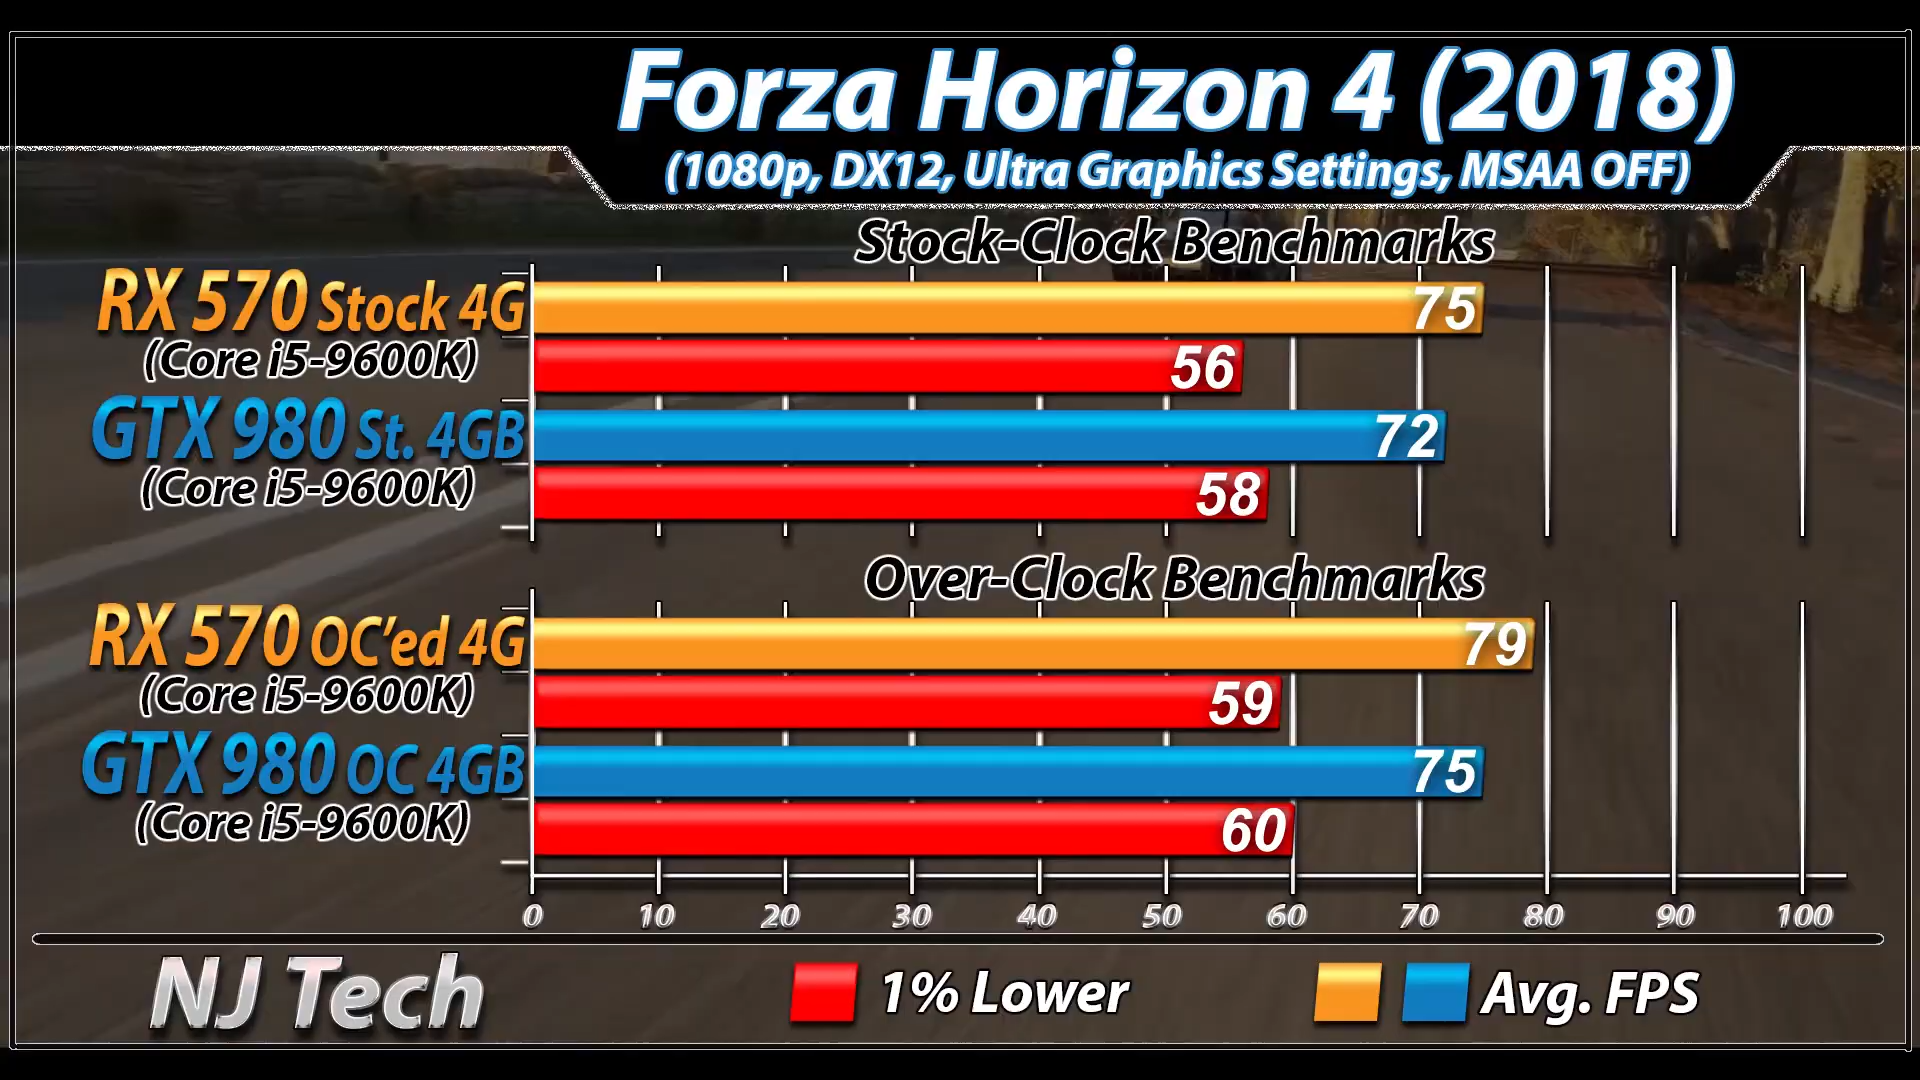 Forza Horizon 4 (2018)
(1080p, DX12, Ultra Graphics Settings, MSAA OFF)
Stock-Clock Benchmarks
RX 570 Stock 4G
75
(Core i5-9600K)
56
GTX 980 St. 4GB
72
(Core i5-9600K)
58
Over-Clock Benchmarks
RX 570 OC'ed 4G
79
(Core i5-9600K)
59
GTX 980 OC 4GB
75
(Core i5-9600K)
60
0 10 20 30 40 50 60 70 80 90 100
NJ Tech
1% Lower
Avg. FPS